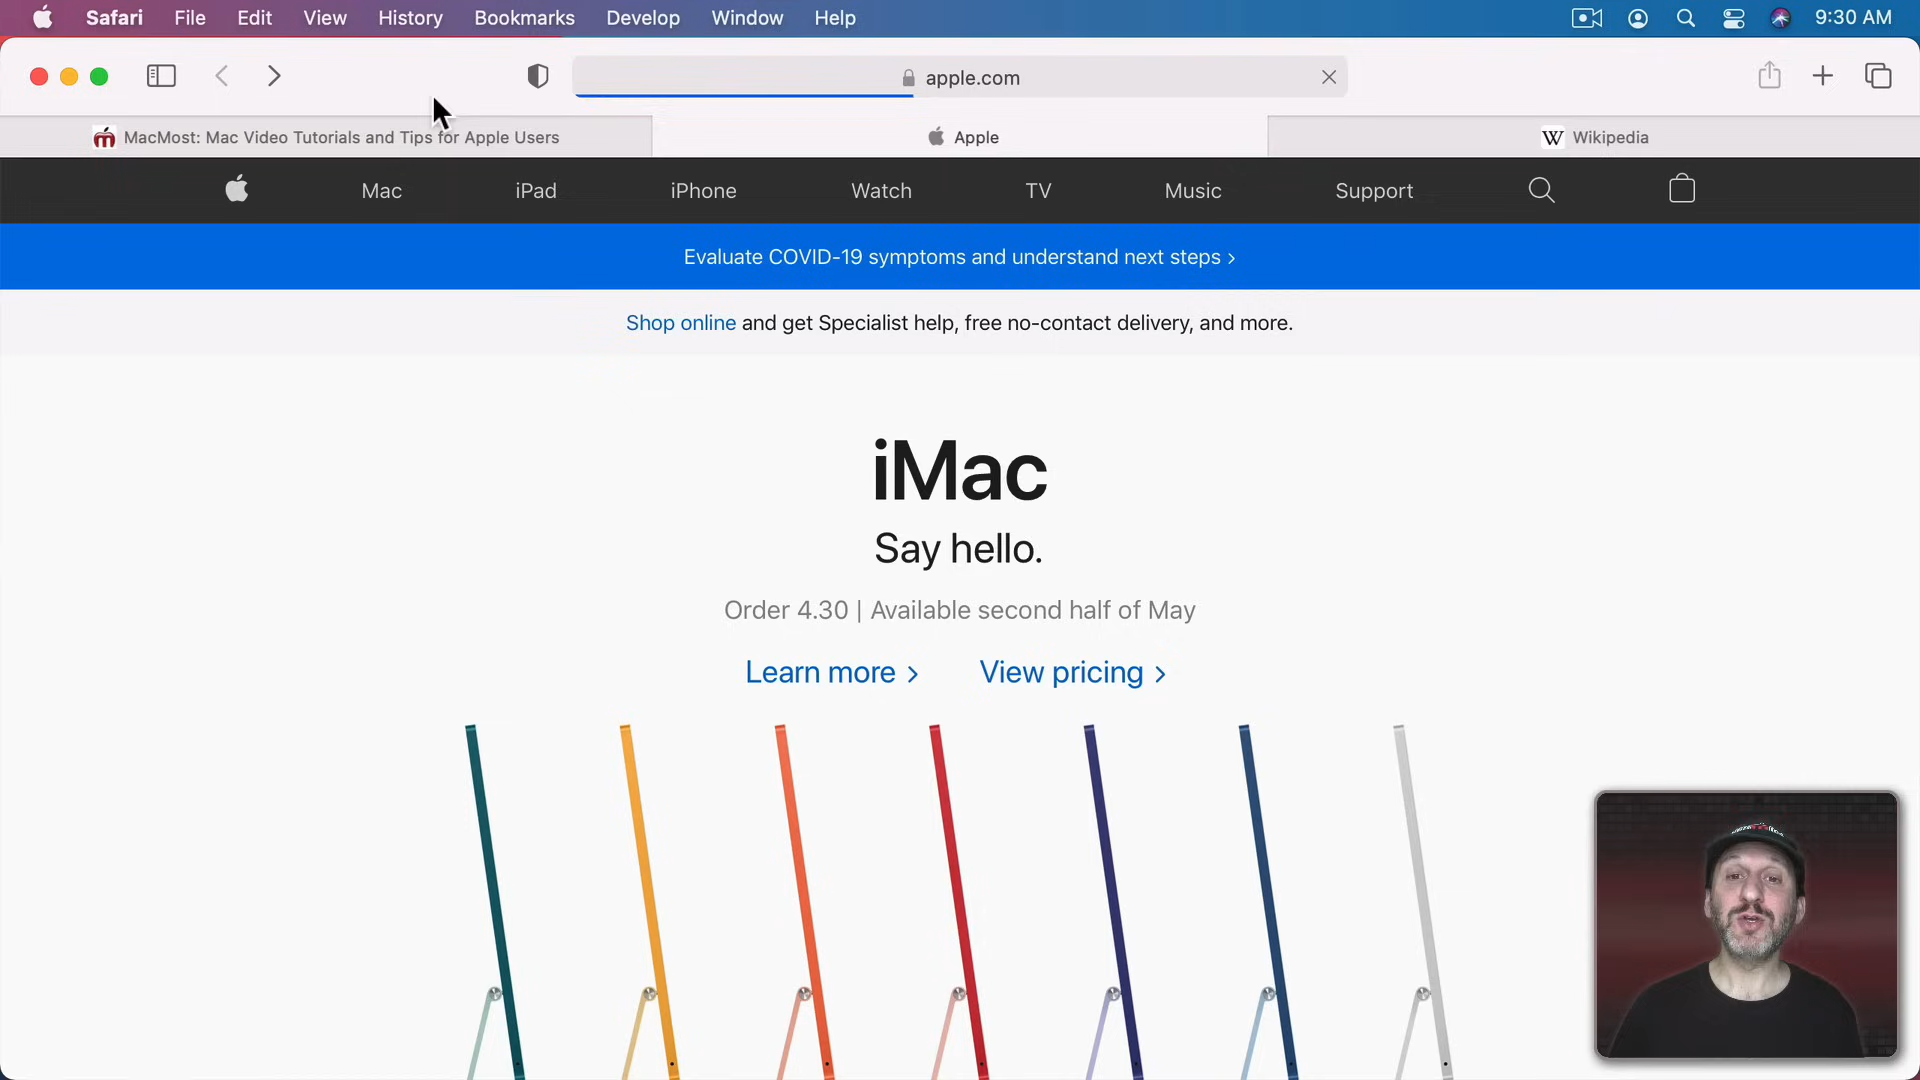 Safari File Edit View History Bookmarks Develop Window Help 9:30 AM
apple.com
MacMost: Mac Video Tutorials and Tips for Apple Users Apple W Wikipedia
Mac iPad iPhone Watch TV Music Support
Evaluate COVID-19 symptoms and understand next steps >
Shop online and get Specialist help, free no-contact delivery, and more.
iMac
Say hello.
Order 4.30 | Available second half of May
Learn more > View pricing >